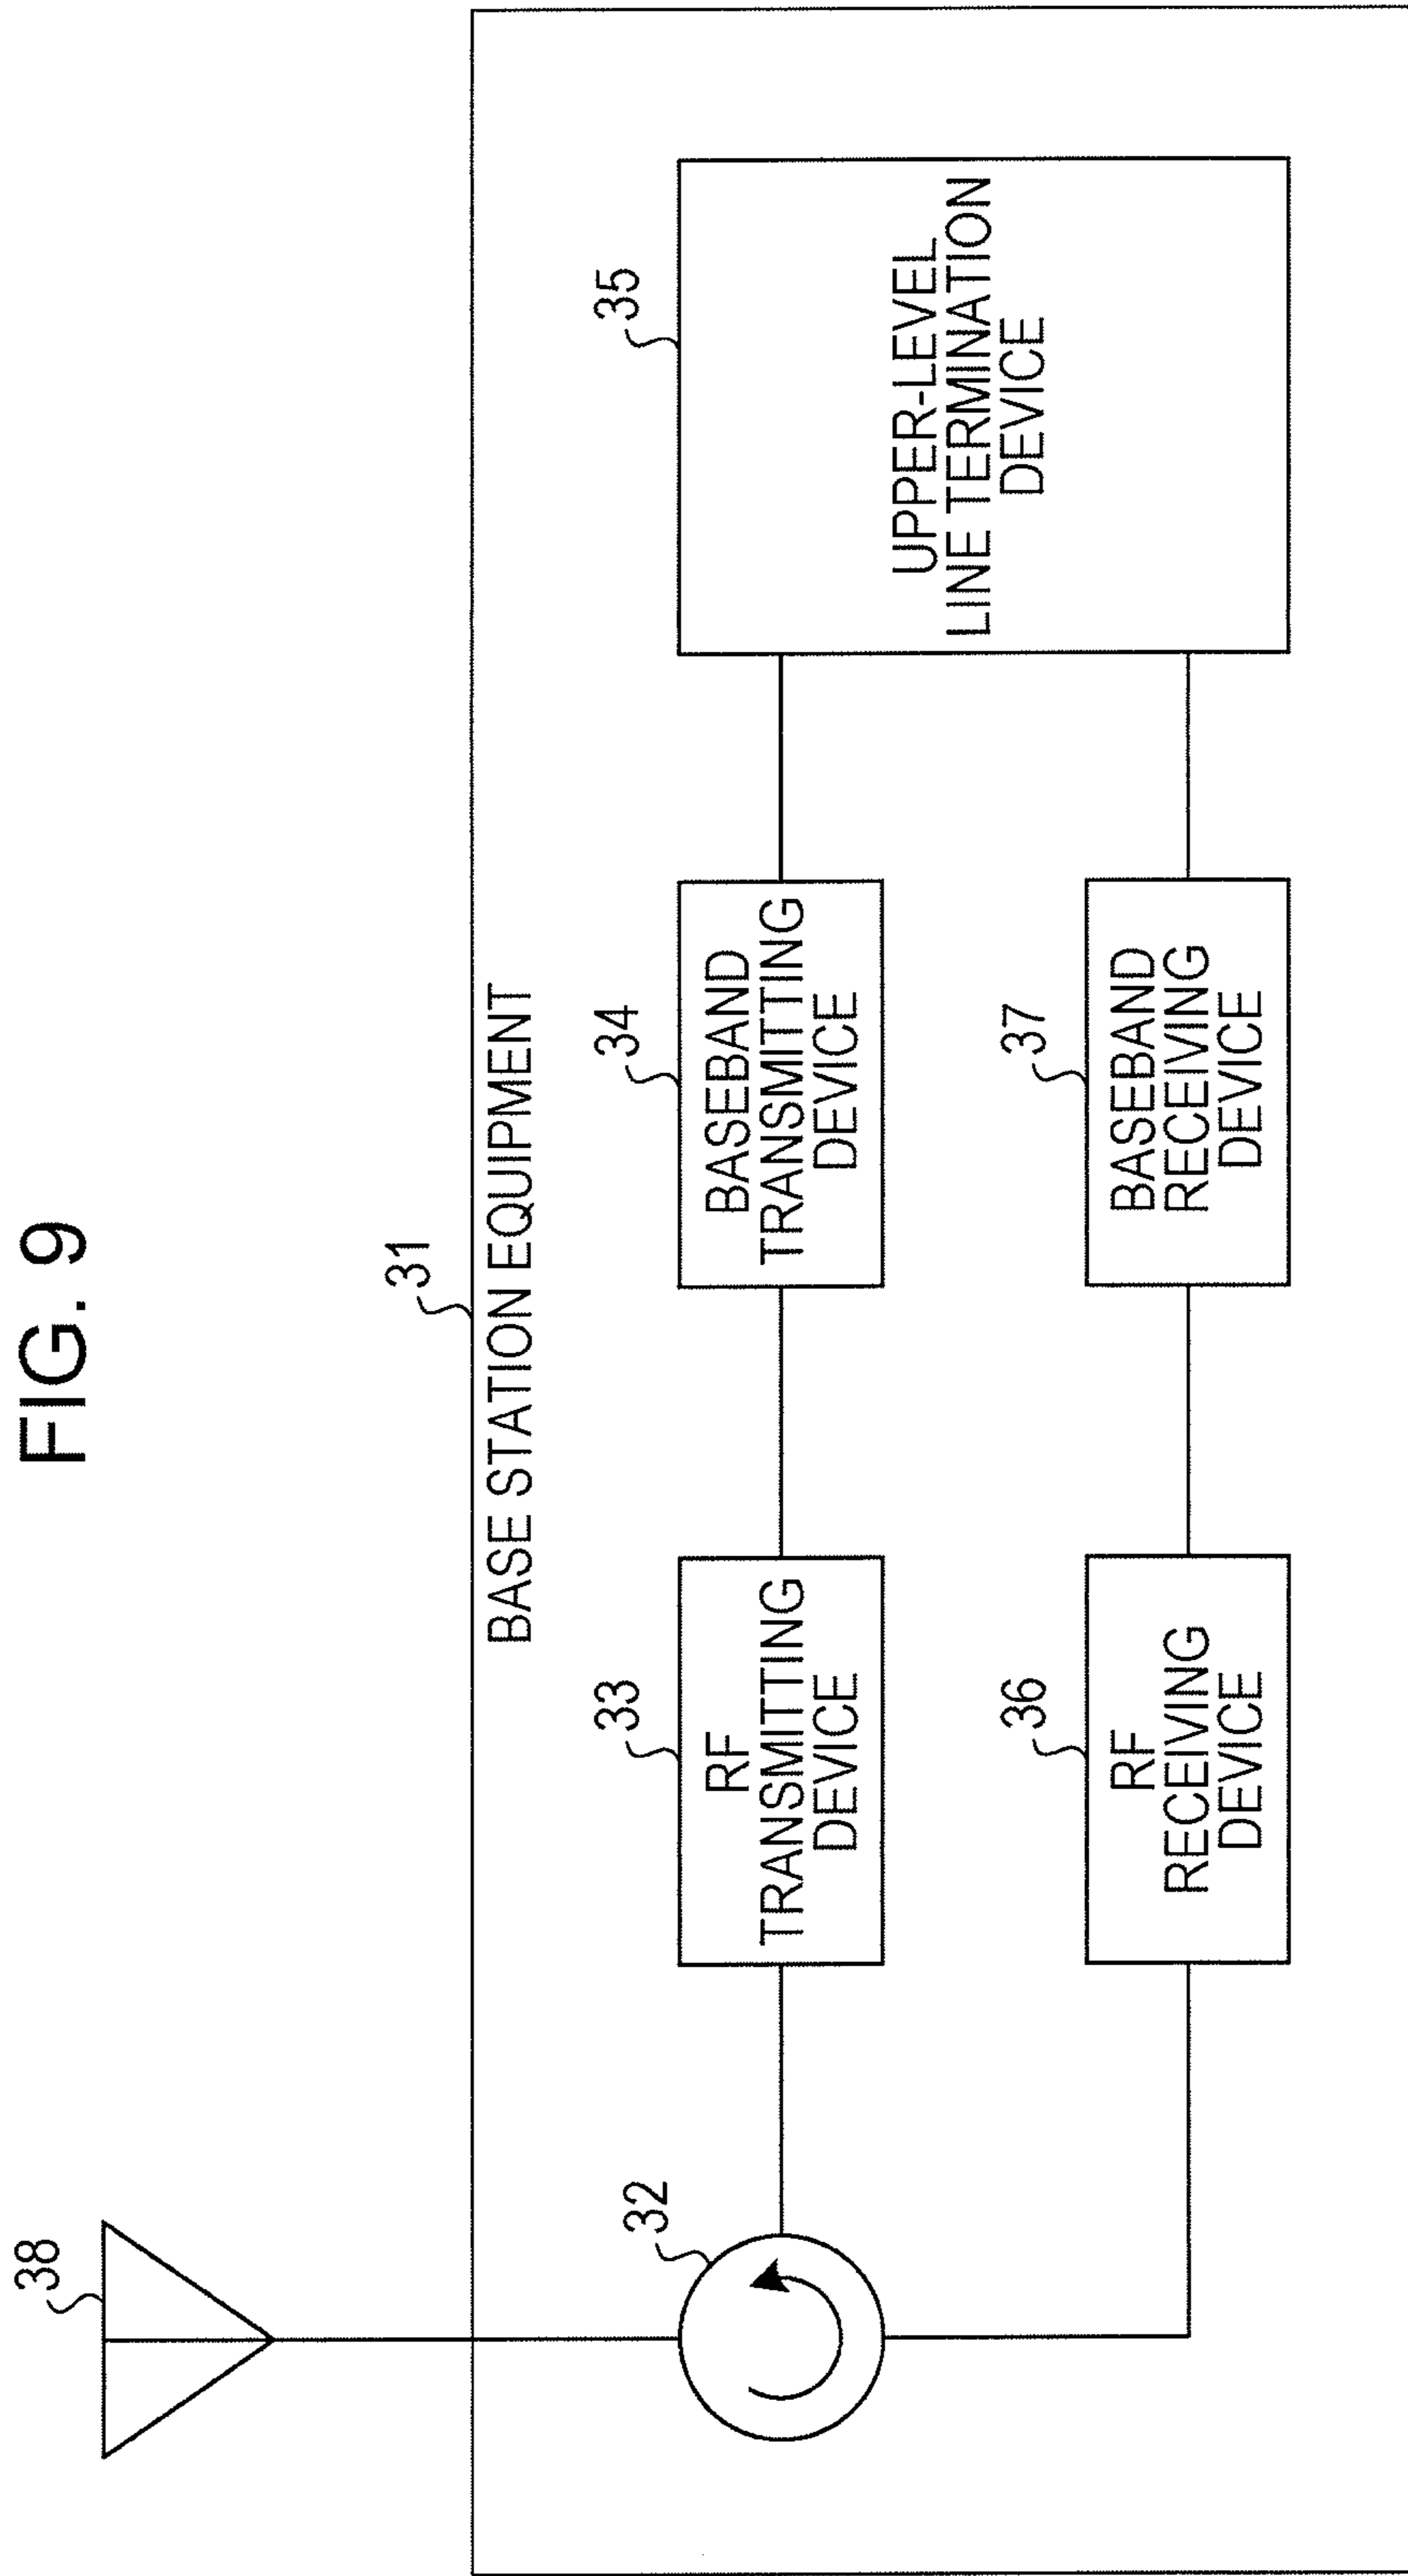 FIG. 9
38
31
BASE STATION EQUIPMENT
32
33
RF
TRANSMITTING
DEVICE
34
BASEBAND
TRANSMITTING
DEVICE
35
UPPER-LEVEL
LINE TERMINATION
DEVICE
36
RF
RECEIVING
DEVICE
37
BASEBAND
RECEIVING
DEVICE